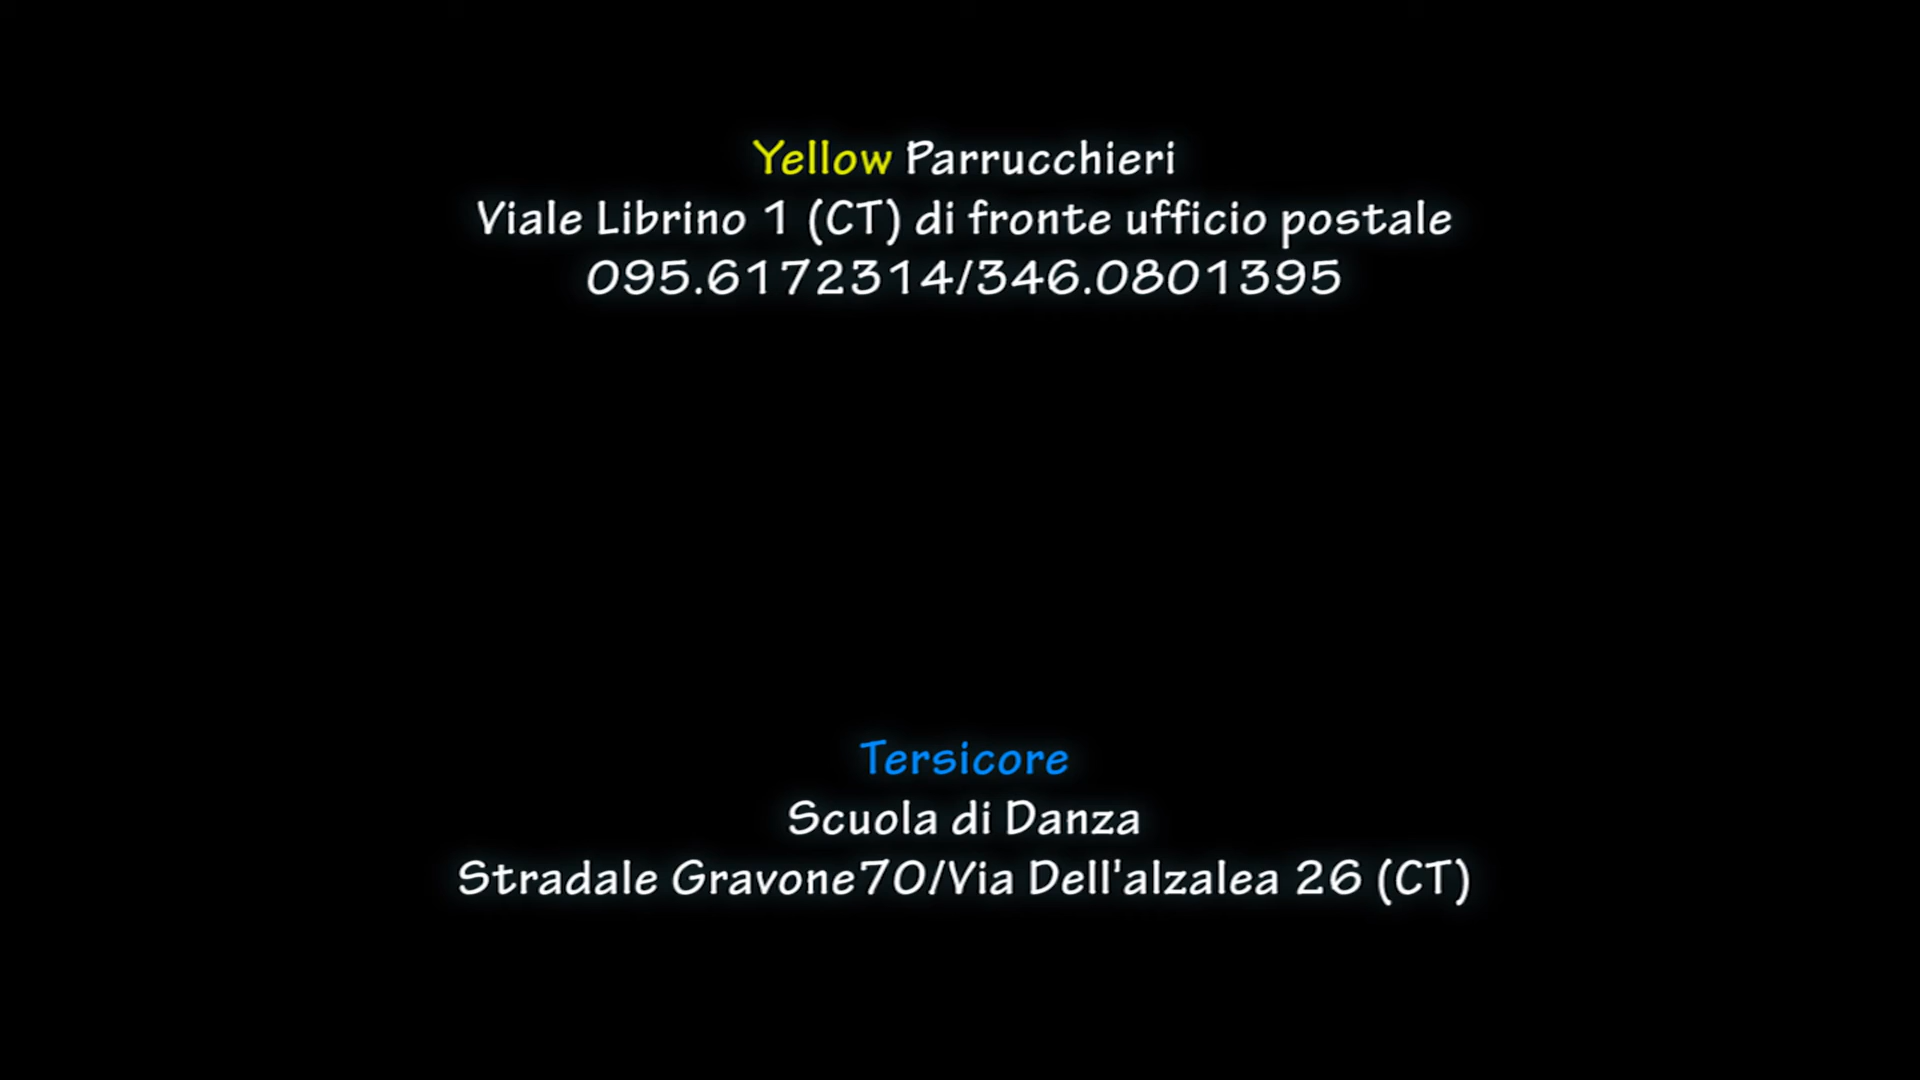 Yellow Parrucchieri
Viale Librino 1 (CT) di fronte ufficio postale
095.6172314/346.0801395
Tersicore
Scuola di Danza
Stradale Gravone70/Via Dell'alzalea 26 (CT)